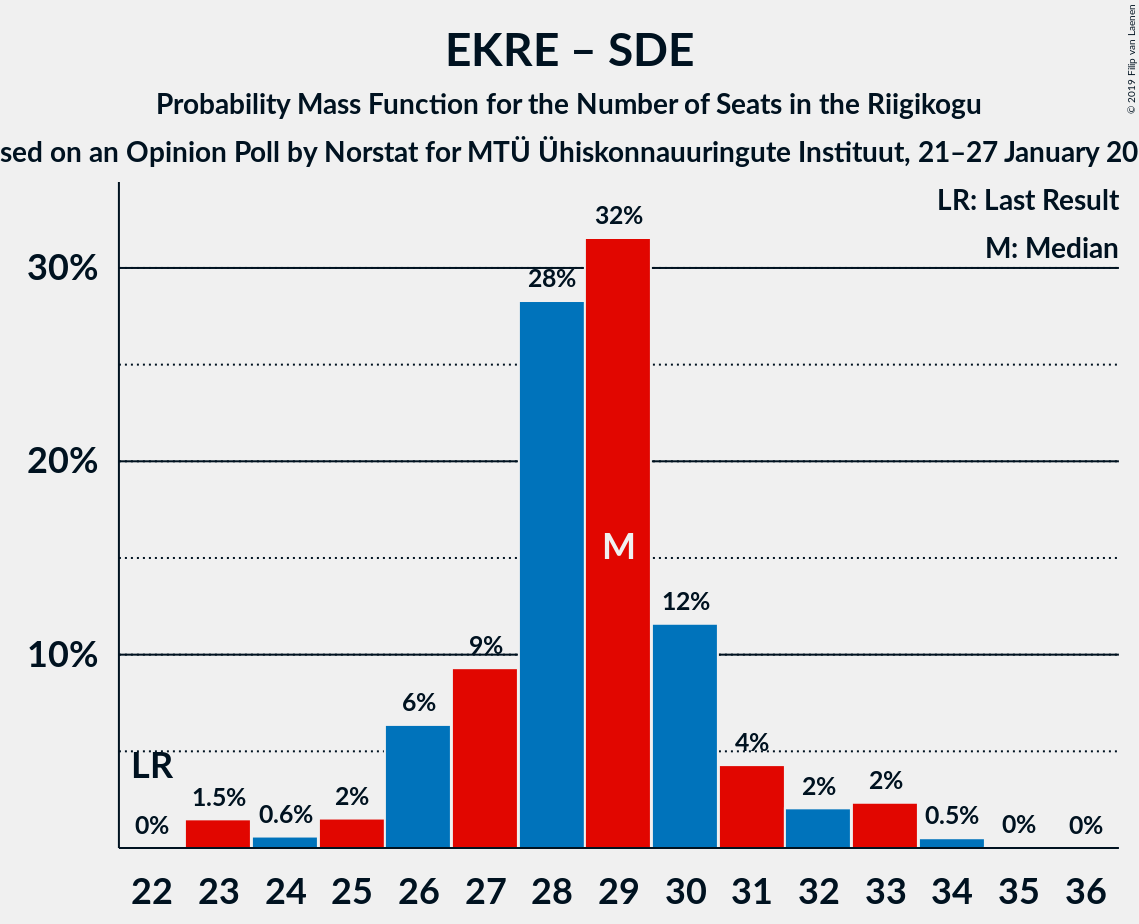 EKRE – SDE
Probability Mass Function for the Number of Seats in the Riigikogu
sed on an Opinion Poll by Norstat for MTÜ Ühiskonnauuringute Instituut, 21–27 January 20
© 2019 Filip van Laenen
LR: Last Result
M: Median
30%
20%
10%
32%
28%
M
12%
9%
6%
4%
LR
0%
1.5%
0.6%
2%
2%
2%
0.5%
0%
0%
22 23 24 25 26 27 28 29 30 31 32 33 34 35 36